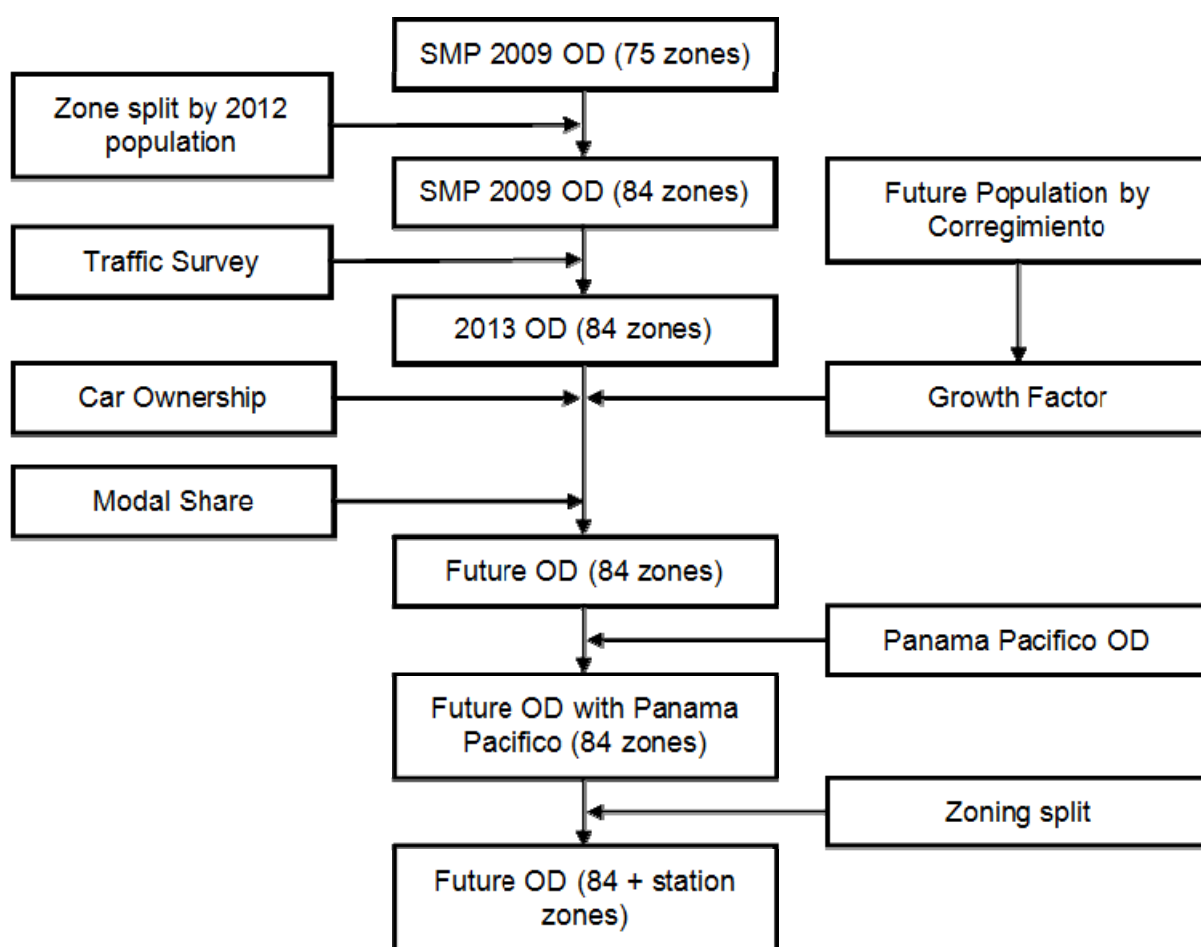 SMP 2009 OD (75 zones)
Zone split by 2012
population
SMP 2009 OD (84 zones)
Future Population by
Corregimiento
Traffic Survey
2013 OD (84 zones)
Car Ownership
Growth Factor
Modal Share
Future OD (84 zones)
Panama Pacifico OD
Future OD with Panama
Pacifico (84 zones)
Zoning split
Future OD (84 + station
zones)